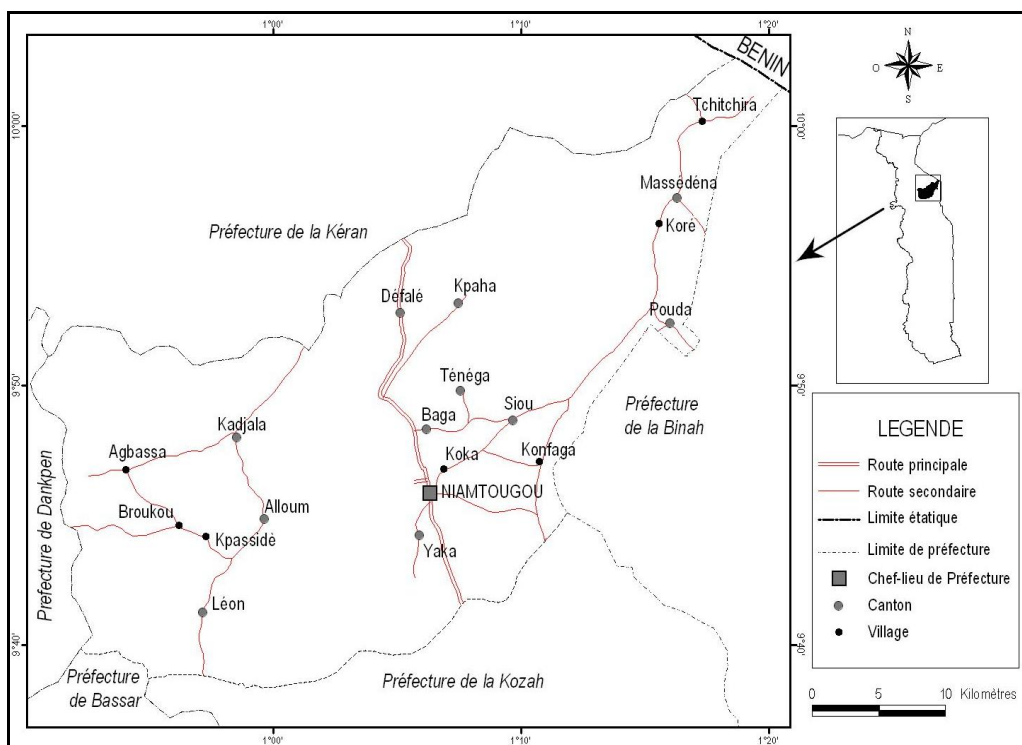 1°00'
1°10'
1°20'
BENIN
N
O
E
S
Tchitchira
10°00'
10°00'
Massédéna
Koré
Préfecture de la Kéran
Défalé
Kpaha
Pouda
9°50'
9°50'
Ténéga
Baga
Siou
Préfecture
de la Binah
Kadjala
Agbassa
Koka
Konfaga
NIAMTOUGOU
Broukou
Alloum
Kpassidè
Yaka
Prefecture de Dankpen
Léon
9°40'
9°40'
Préfecture
de Bassar
Préfecture de la Kozah
1°00'
1°10'
1°20'
LEGENDE
Route principale
Route secondaire
Limite étatique
Limite de préfecture
Chef-lieu de Préfecture
Canton
Village
0 5 10 Kilométres